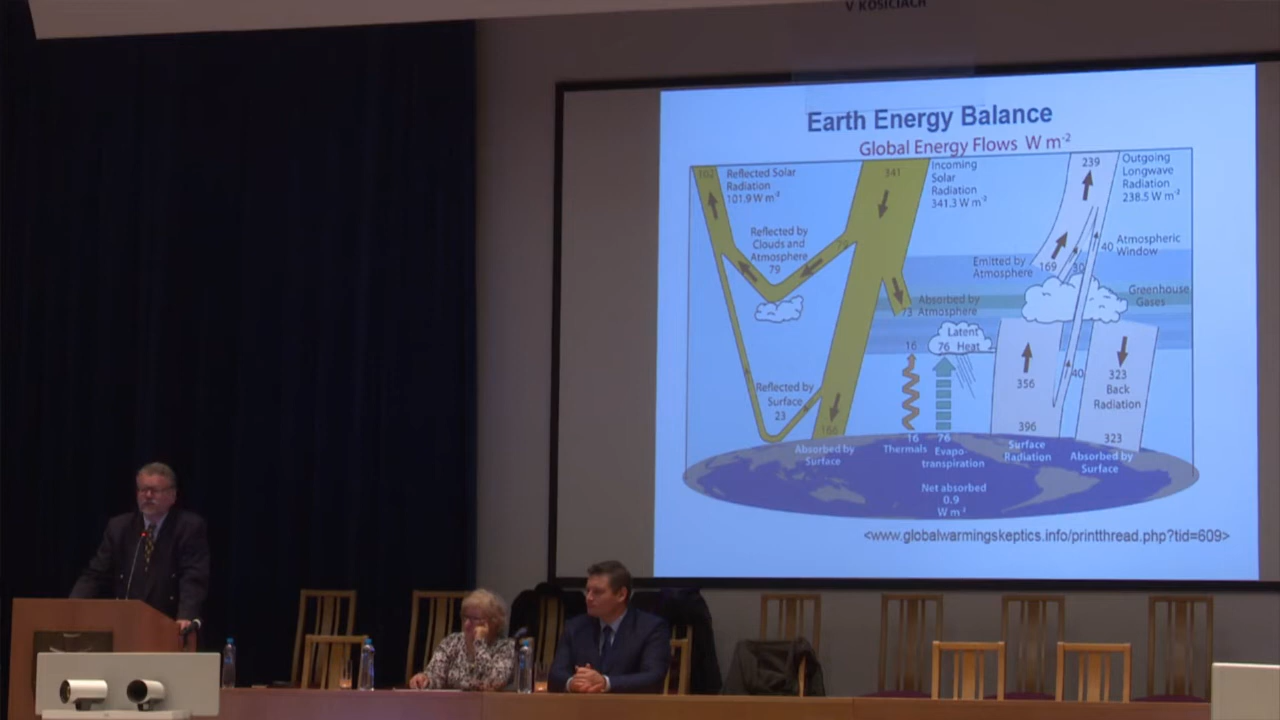 V KOŠICIACH
Earth Energy Balance
Global Energy Flows W m-2
102
Reflected Solar
Radiation
101.9 W m-2
341
Incoming
Solar
Radiation
341.3 W m-2
239
Outgoing
Longwave
Radiation
238.5 W m-2
Reflected by
Clouds and
Atmosphere
79
79
Emitted by
Atmosphere
169
30
40
Atmospheric
Window
Greenhouse
Gases
Absorbed by
73 Atmosphere
Latent
76 Heat
16
356
40
323
Back
Radiation
Reflected by
Surface
23
396
323
Absorbed by
Surface
16
Thermals
76
Evapo-
transpiration
Surface
Radiation
Absorbed by
Surface
Net absorbed
0.9
W m-2
<www.globalwarmingskeptics.info/printthread.php?tid=609>